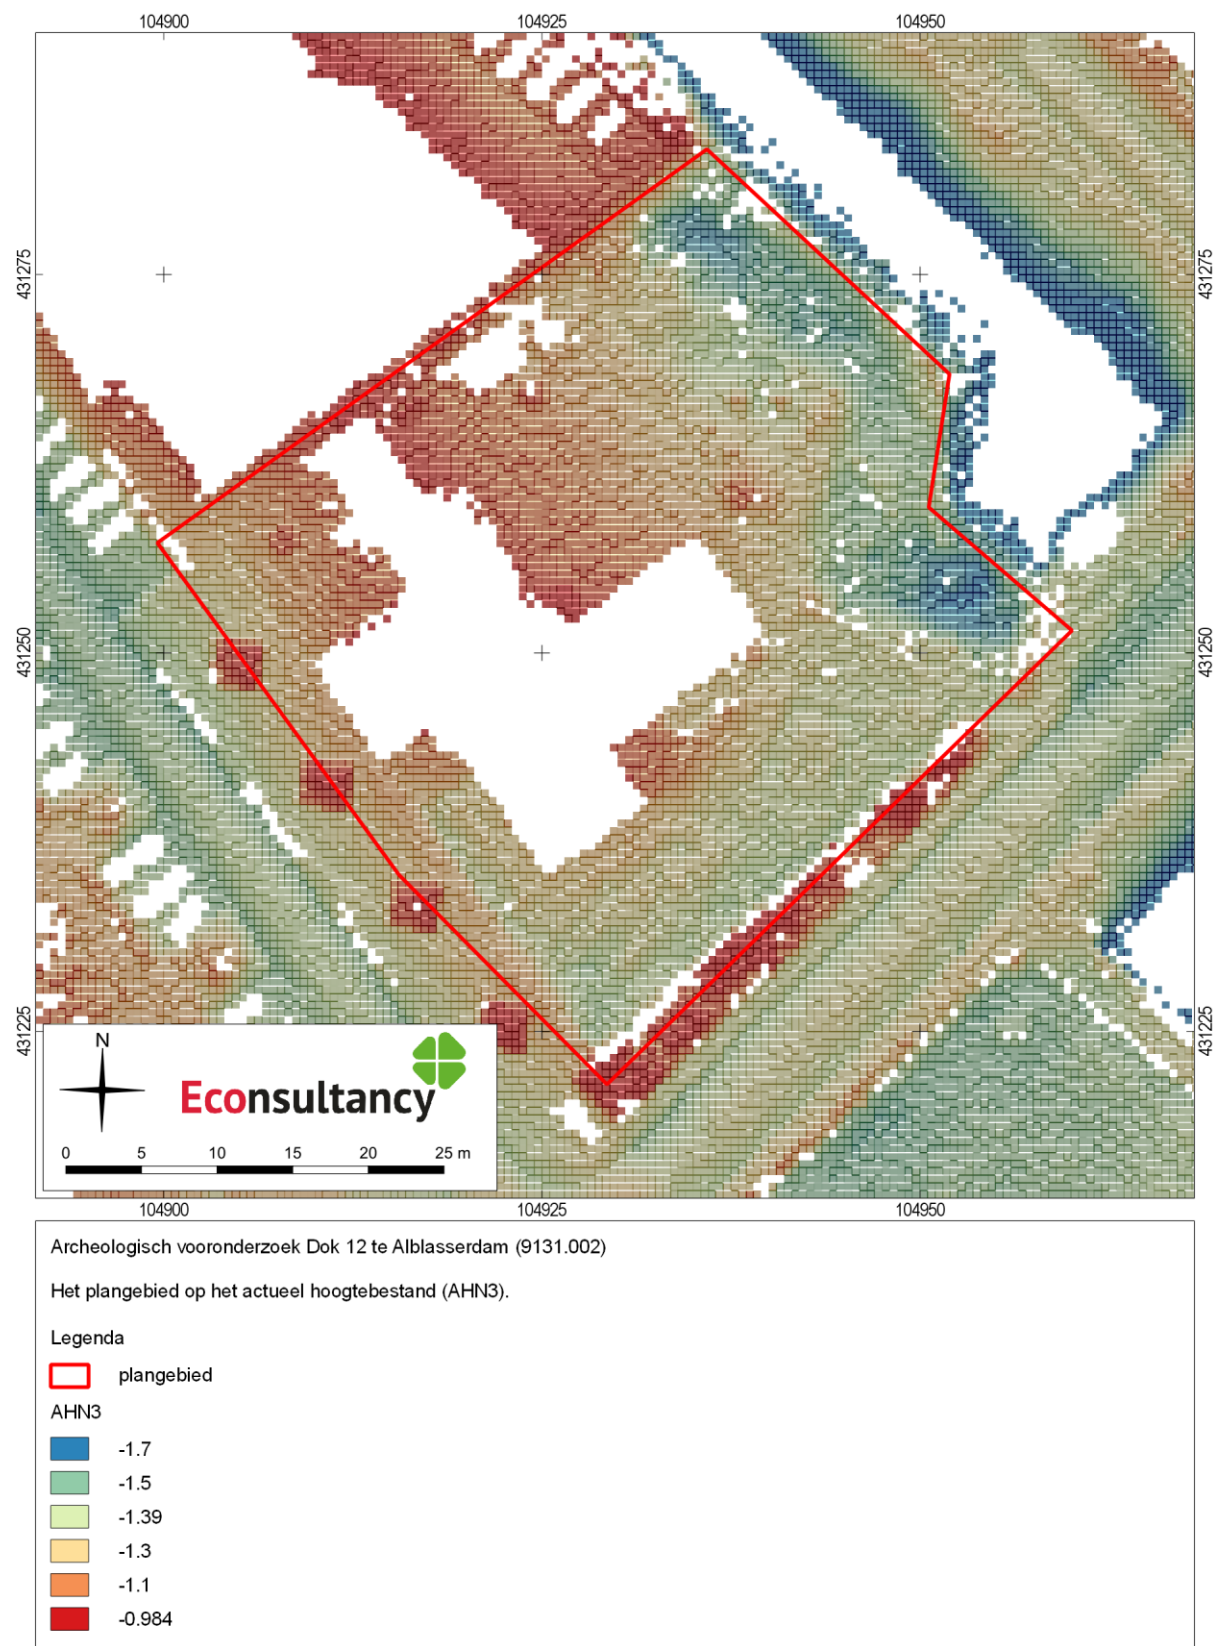 104900 104925 104950
431275 431275
431250 431250
431225 431225
N
Econsultancy
0 5 10 15 20 25 m
104900 104925 104950
Archeologisch vooronderzoek Dok 12 te Alblasserdam (9131.002)
Het plangebied op het actueel hoogtebestand (AHN3).
Legenda
plangebied
AHN3
-1.7
-1.5
-1.39
-1.3
-1.1
-0.984